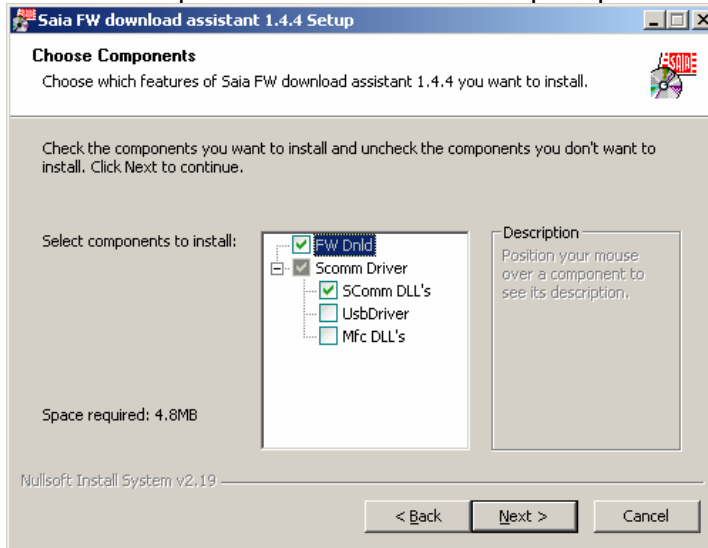 Saia FW download assistant 1.4.4 Setup
Choose Components
Choose which features of Saia FW download assistant 1.4.4 you want to install.
SAIA
Check the components you want to install and uncheck the components you don't want to
install. Click Next to continue.
Select components to install:
FW Dnld
Scomm Driver
SComm DLL's
UsbDriver
Mfc DLL's
Description
Position your mouse
over a component to
see its description.
Space required: 4.8MB
Nullsoft Install System v2.19
< Back
Next >
Cancel